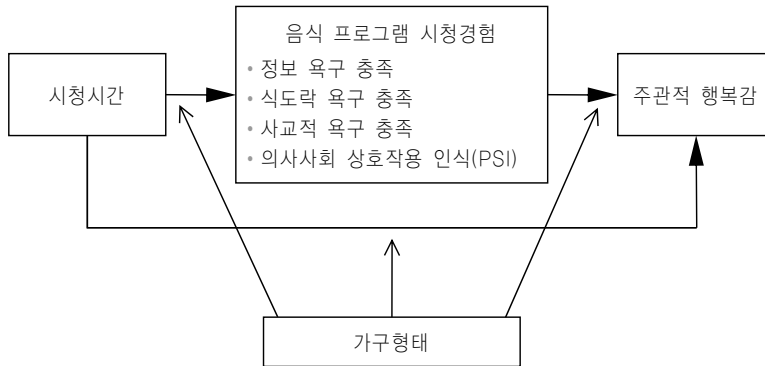 음식 프로그램 시청경험
• 정보 욕구 충족
• 식도락 욕구 충족
• 사교적 욕구 충족
• 의사사회 상호작용 인식(PSI)
시청시간
주관적 행복감
가구형태